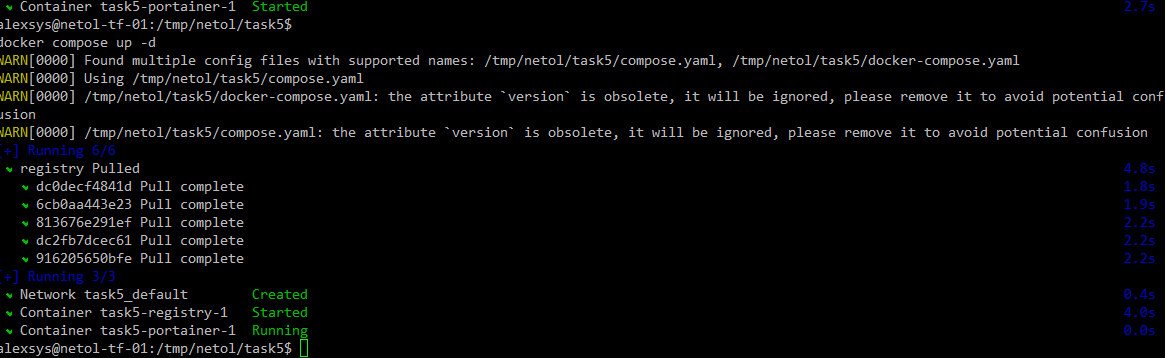 Container task5-portainer-1 Started 2.7s
alexsys@netol-tf-01:/tmp/netol/task5$
docker compose up -d
WARN[0000] Found multiple config files with supported names: /tmp/netol/task5/compose.yaml, /tmp/netol/task5/docker-compose.yaml
WARN[0000] Using /tmp/netol/task5/compose.yaml
WARN[0000] /tmp/netol/task5/docker-compose.yaml: the attribute `version` is obsolete, it will be ignored, please remove it to avoid potential conf
usion
WARN[0000] /tmp/netol/task5/compose.yaml: the attribute `version` is obsolete, it will be ignored, please remove it to avoid potential confusion
[+] Running 6/6
registry Pulled 4.8s
dc0decf4841d Pull complete 1.8s
6cb0aa443e23 Pull complete 1.9s
813676e291ef Pull complete 2.2s
dc2fb7dcec61 Pull complete 2.2s
916205650bfe Pull complete 2.2s
[+] Running 3/3
Network task5_default Created 0.4s
Container task5-registry-1 Started 4.0s
Container task5-portainer-1 Running 0.0s
alexsys@netol-tf-01:/tmp/netol/task5$